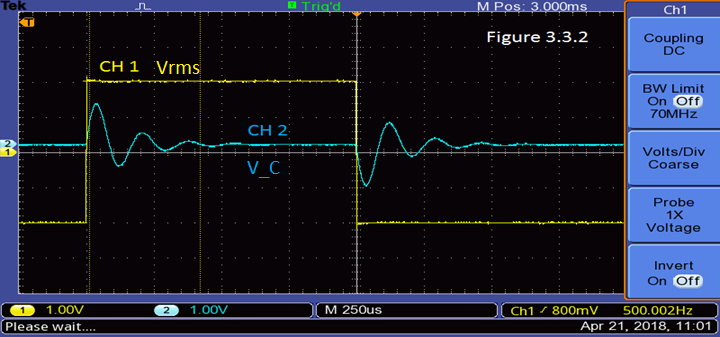 Tek
T Trig'd
M Pos: 3.000ms
Ch1
T
Figure 3.3.2
Coupling
DC
CH 1 Vrms
BW Limit
On Off
70MHz
CH 2
2
1
V_C
Volts/Div
Coarse
Probe
1X
Voltage
Invert
On Off
1 1.00V
2 1.00V
M 250us
Ch1 800mV
500.002Hz
Please wait....
Apr 21, 2018, 11:01